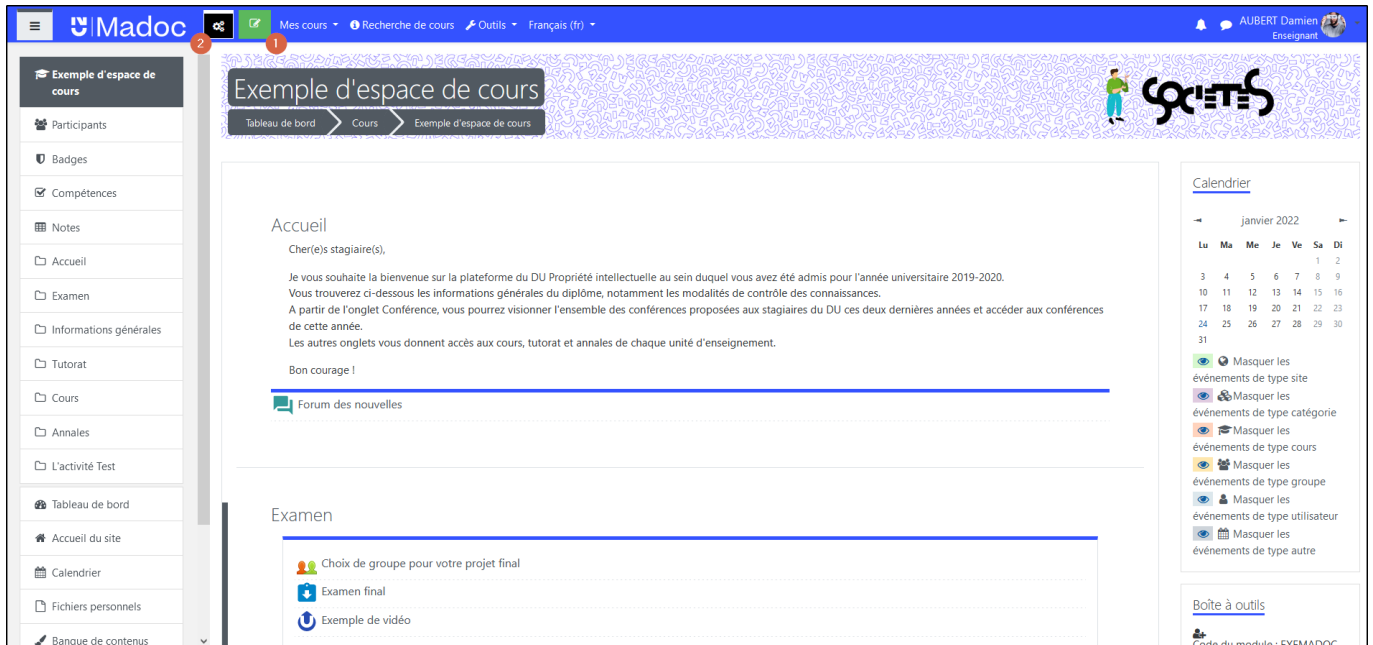 Madoc
Mes cours
Recherche de cours
Outils
Français (fr)
AUBERT Damien
Enseignant
2
1
Exemple d'espace de
cours
Participants
Badges
Compétences
Notes
Accueil
Examen
Informations générales
Tutorat
Cours
Annales
L'activité Test
Tableau de bord
Accueil du site
Calendrier
Fichiers personnels
Banque de contenus
Exemple d'espace de cours
Tableau de bord
Cours
Exemple d'espace de cours
SOCIETES
Accueil
Cher(e)s stagiaire(s),
Je vous souhaite la bienvenue sur la plateforme du DU Propriété intellectuelle au sein duquel vous avez été admis pour l'année universitaire 2019-2020.
Vous trouverez ci-dessous les informations générales du diplôme, notamment les modalités de contrôle des connaissances.
A partir de l'onglet Conférence, vous pourrez visionner l'ensemble des conférences proposées aux stagiaires du DU ces deux dernières années et accéder aux conférences
de cette année.
Les autres onglets vous donnent accès aux cours, tutorat et annales de chaque unité d'enseignement.
Bon courage !
Forum des nouvelles
Examen
Choix de groupe pour votre projet final
Examen final
Exemple de vidéo
Calendrier
janvier 2022
Lu Ma Me Je Ve Sa Di
1 2
3 4 5 6 7 8 9
10 11 12 13 14 15 16
17 18 19 20 21 22 23
24 25 26 27 28 29 30
31
Masquer les
événements de type site
Masquer les
événements de type catégorie
Masquer les
événements de type cours
Masquer les
événements de type groupe
Masquer les
événements de type utilisateur
Masquer les
événements de type autre
Boîte à outils
Code du module : EXEMADOC